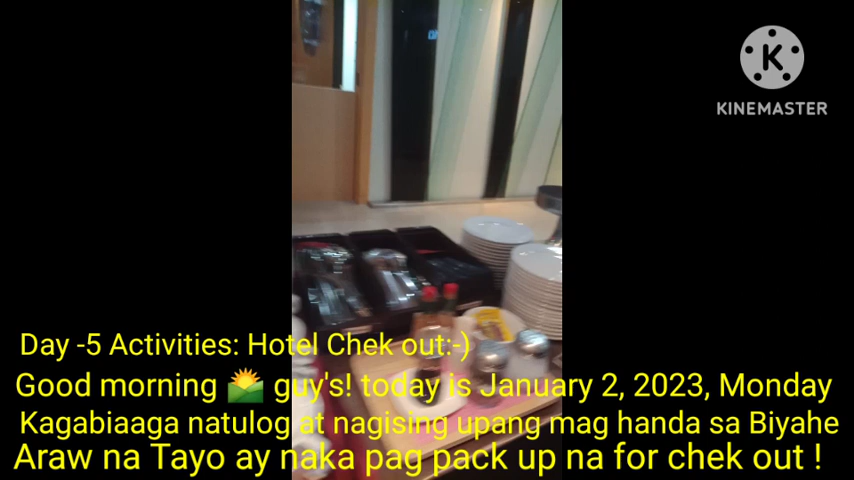 KINEMASTER
Day -5 Activities: Hotel Chek out:-)
Good morning 🌄 guy's! today is January 2, 2023, Monday
Kagabiaaga natulog at nagising upang mag handa sa Biyahe
Araw na Tayo ay naka pag pack up na for chek out !